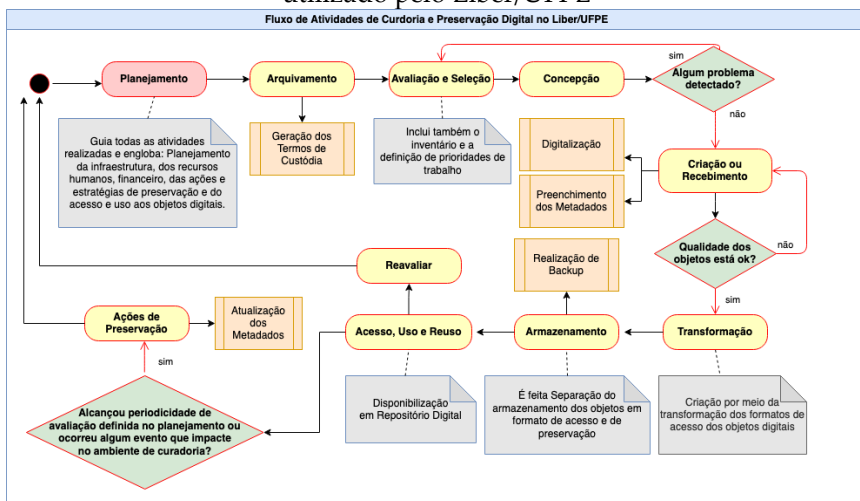 utilizado pelo Liber/UFPE
Fluxo de Atividades de Curdoria e Preservação Digital no Liber/UFPE
Planejamento
Arquivamento
Avaliação e Seleção
Concepção
sim
Algum problema
detectado?
não
Guia todas as atividades
realizadas e engloba: Planejamento
da infraestrutura, dos recursos
humanos, financeiro, das ações e
estratégias de preservação e do
acesso e uso aos objetos digitais.
Geração dos
Termos de
Custódia
Inclui também o
inventário e a
definição de prioridades de
trabalho
Digitalização
Preenchimento
dos Metadados
Criação ou
Recebimento
Qualidade dos
objetos está ok?
não
sim
Reavaliar
Realização de
Backup
Ações de
Preservação
Atualização
dos
Metadados
Acesso, Uso e Reuso
Armazenamento
Transformação
sim
Alcançou periodicidade de
avaliação definida no planejamento ou
ocorreu algum evento que impacte
no ambiente de curadoria?
Disponibilização
em Repositório Digital
É feita Separação do
armazenamento dos objetos em
formato de acesso e de
preservação
Criação por meio da
transformação dos formatos de
acesso dos objetos digitais